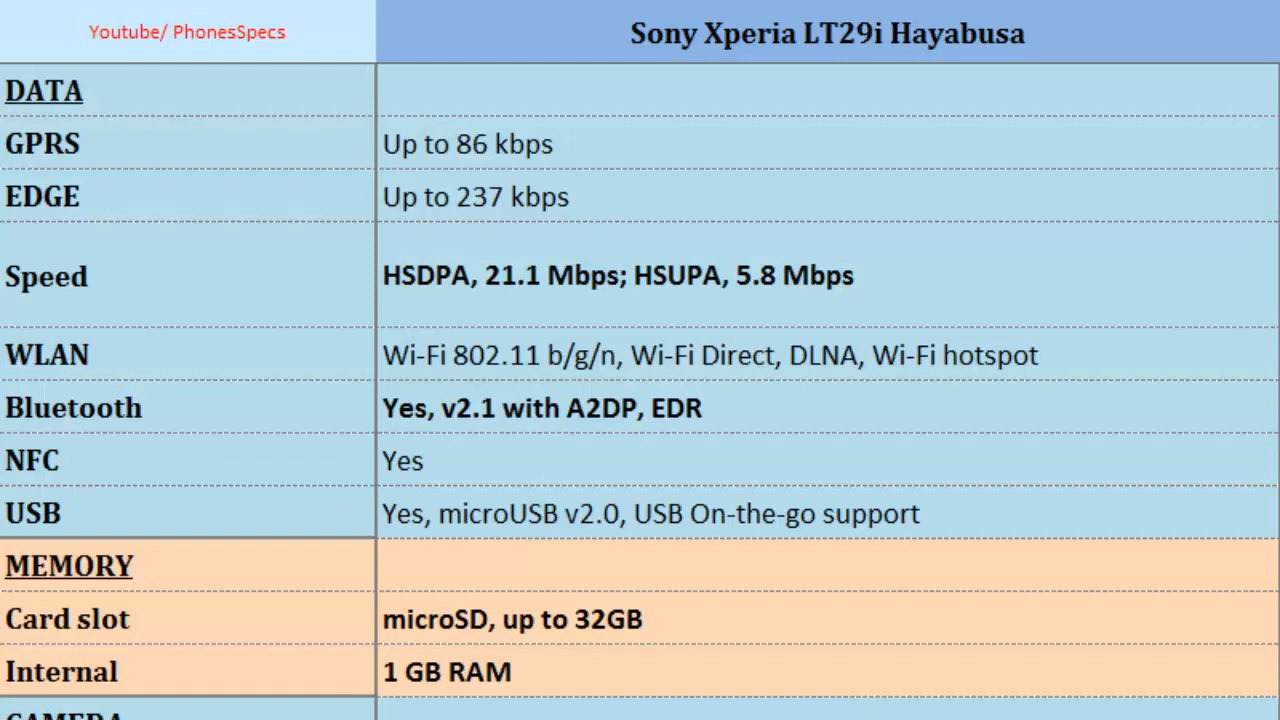 Youtube/ PhonesSpecs
Sony Xperia LT29i Hayabusa
DATA
GPRS
Up to 86 kbps
EDGE
Up to 237 kbps
Speed
HSDPA, 21.1 Mbps; HSUPA, 5.8 Mbps
WLAN
Wi-Fi 802.11 b/g/n, Wi-Fi Direct, DLNA, Wi-Fi hotspot
Bluetooth
Yes, v2.1 with A2DP, EDR
NFC
Yes
USB
Yes, microUSB v2.0, USB On-the-go support
MEMORY
Card slot
microSD, up to 32GB
Internal
1 GB RAM
CAMERA